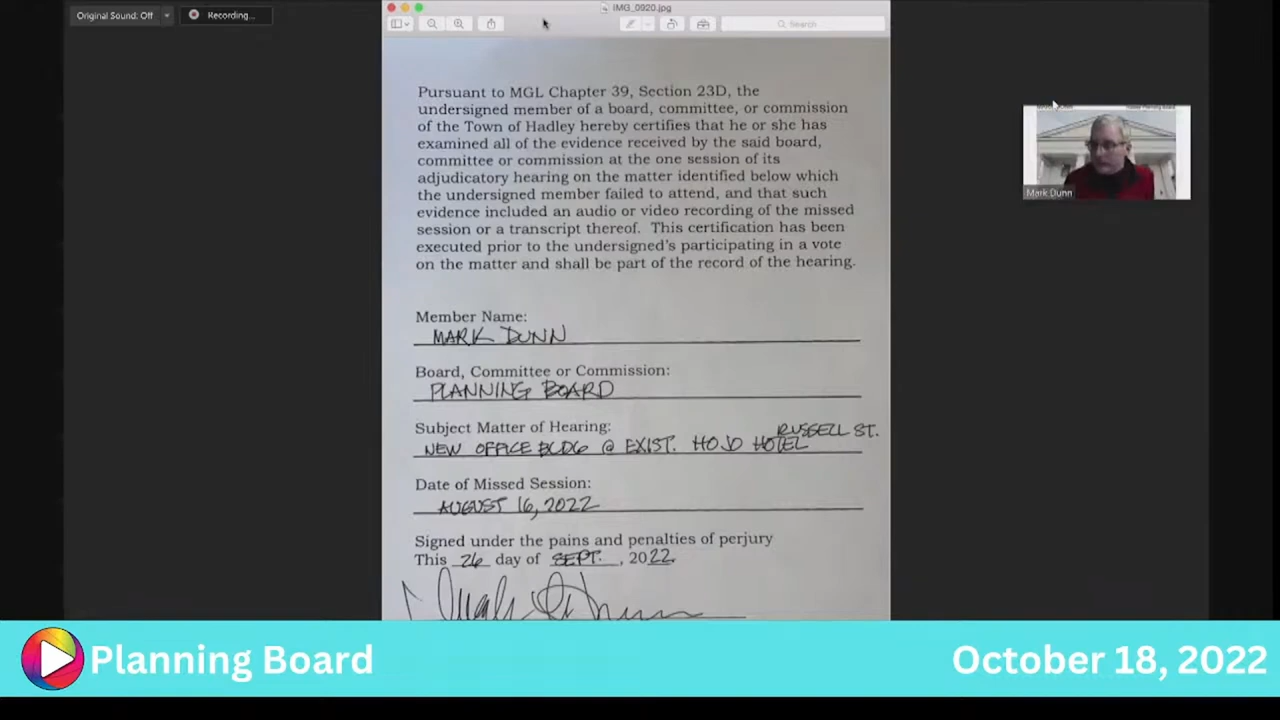 Original Sound: Off
Recording...
IMG_0920.jpg
Search
Pursuant to MGL Chapter 39, Section 23D, the
undersigned member of a board, committee, or commission
of the Town of Hadley hereby certifies that he or she has
examined all of the evidence received by the said board,
committee or commission at the one session of its
adjudicatory hearing on the matter identified below which
the undersigned member failed to attend, and that such
evidence included an audio or video recording of the missed
session or a transcript thereof. This certification has been
executed prior to the undersigned's participating in a vote
on the matter and shall be part of the record of the hearing.
Member Name:
MARK DUNN
Board, Committee or Commission:
PLANNING BOARD
Subject Matter of Hearing:
RUSSELL ST.
NEW OFFICE BLDG @ EXIST. HOJO HOTEL
Date of Missed Session:
AUGUST 16, 2022
Signed under the pains and penalties of perjury
This 26 day of SEPT., 2022
Mark Dunn
Planning Board
October 18, 2022